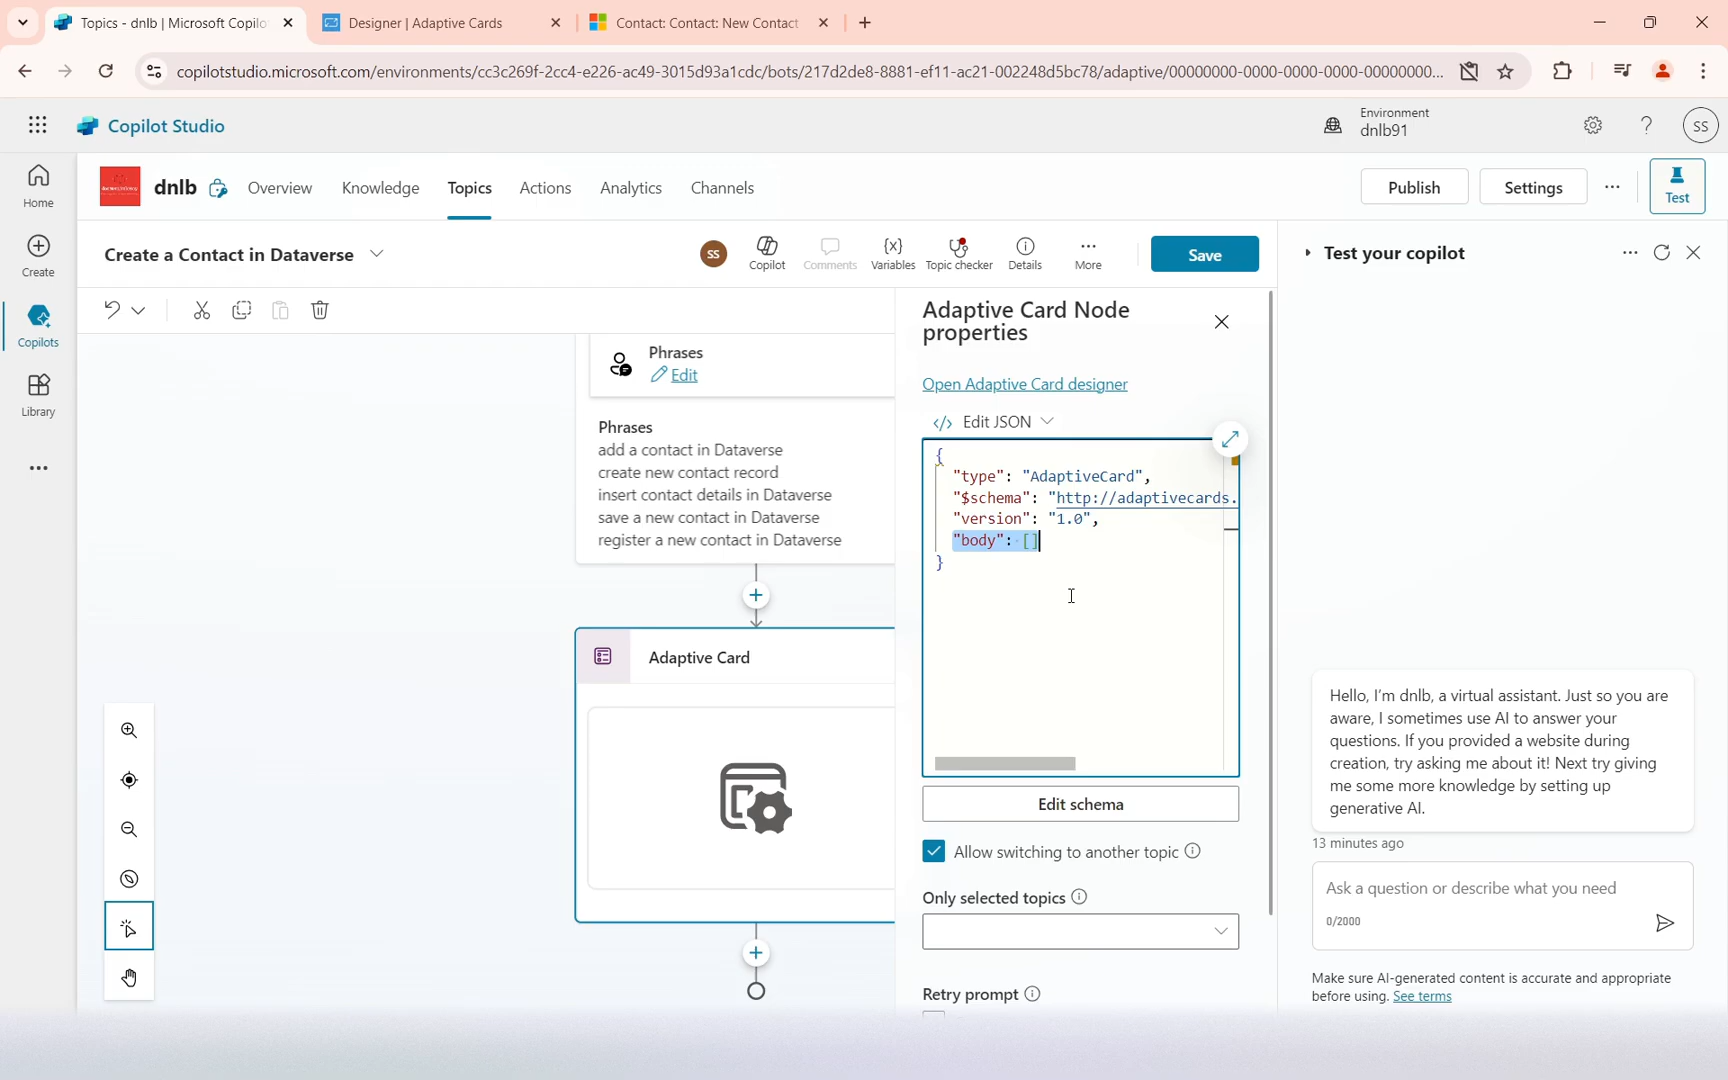 Topics - dnlb | Microsoft Copilo
Designer | Adaptive Cards
Contact: Contact: New Contact
copilotstudio.microsoft.com/environments/cc3c269f-2cc4-e226-ac49-3015d93a1cdc/bots/217d2de8-8881-ef11-ac21-002248d5bc78/adaptive/00000000-0000-0000-0000-00000000...
Copilot Studio
Environment
dnlb91
SS
Home
Create
Copilots
Library
dnlb
Overview
Knowledge
Topics
Actions
Analytics
Channels
Publish
Settings
Test
Create a Contact in Dataverse
SS
Copilot
Comments
Variables
Topic checker
Details
More
Save
Phrases
Edit
Phrases
add a contact in Dataverse
create new contact record
insert contact details in Dataverse
save a new contact in Dataverse
register a new contact in Dataverse
Adaptive Card
Adaptive Card Node
properties
Open Adaptive Card designer
</> Edit JSON
{
"type": "AdaptiveCard",
"$schema": "http://adaptivecards.
"version": "1.0",
"body": []
}
Edit schema
Allow switching to another topic
Only selected topics
Retry prompt
Test your copilot
Hello, I'm dnlb, a virtual assistant. Just so you are
aware, I sometimes use AI to answer your
questions. If you provided a website during
creation, try asking me about it! Next try giving
me some more knowledge by setting up
generative AI.
13 minutes ago
Ask a question or describe what you need
0/2000
Make sure AI-generated content is accurate and appropriate
before using. See terms